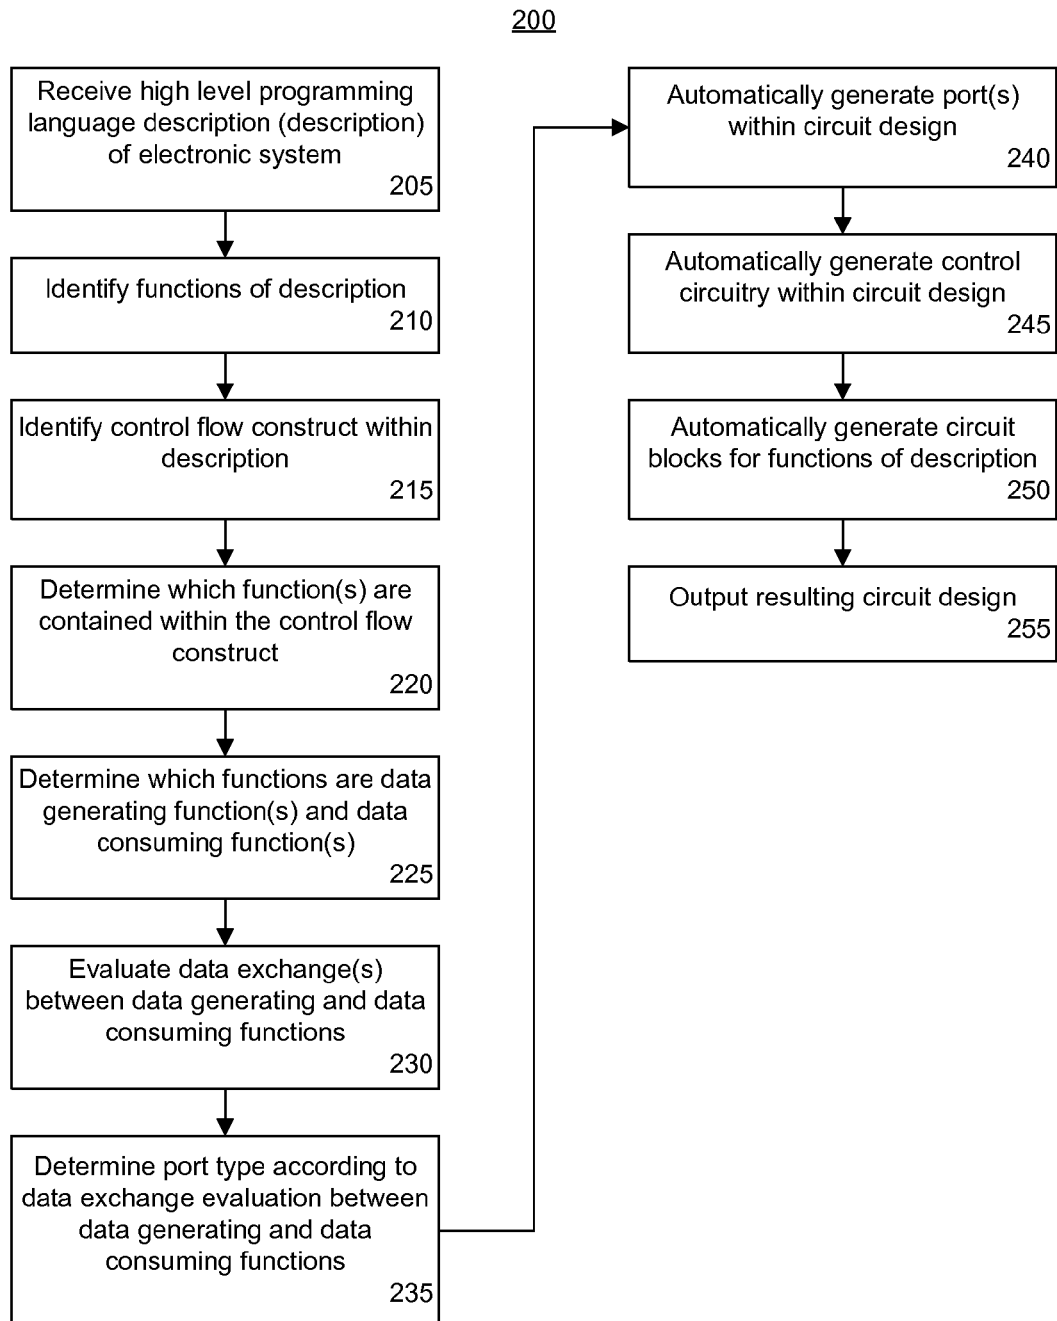 200
Receive high level programming
language description (description)
of electronic system
205
Identify functions of description
210
Identify control flow construct within
description
215
Determine which function(s) are
contained within the control flow
construct
220
Determine which functions are data
generating function(s) and data
consuming function(s)
225
Evaluate data exchange(s)
between data generating and data
consuming functions
230
Determine port type according to
data exchange evaluation between
data generating and data
consuming functions
235
Automatically generate port(s)
within circuit design
240
Automatically generate control
circuitry within circuit design
245
Automatically generate circuit
blocks for functions of description
250
Output resulting circuit design
255